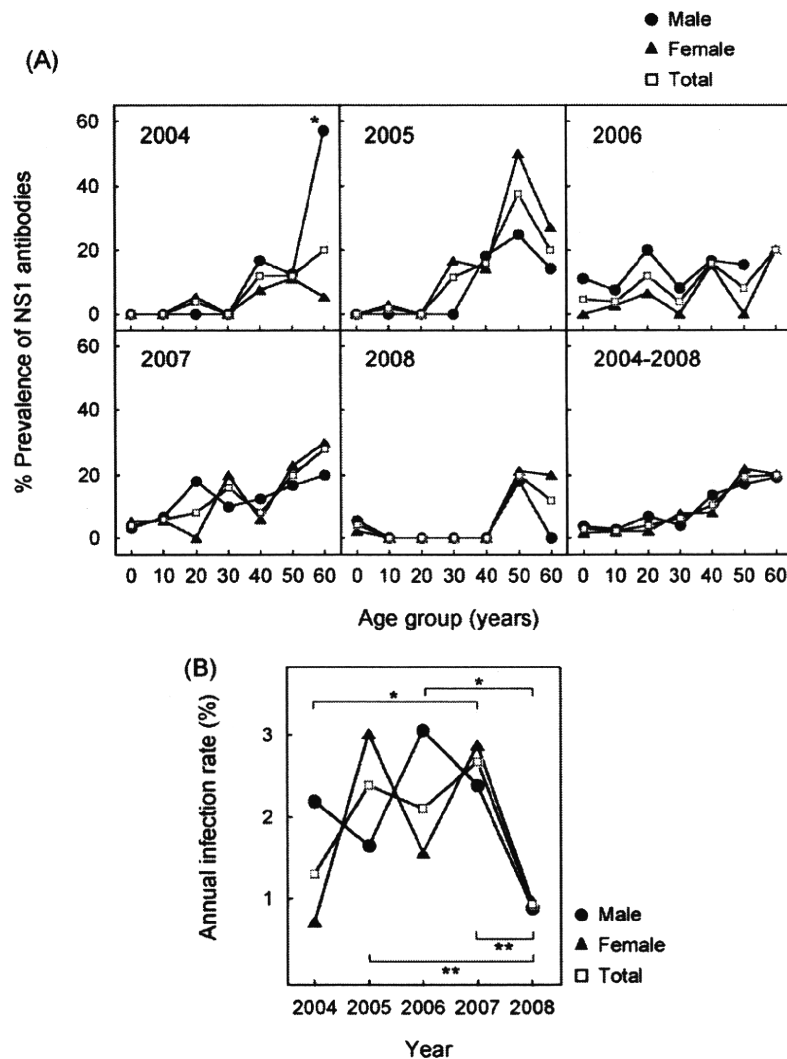 Male
Female
Total
(A)
% Prevalence of NS1 antibodies
60
40
20
0
2004
*
2005
2006
60
40
20
0
2007
2008
2004-2008
0 10 20 30 40 50 60 0 10 20 30 40 50 60 0 10 20 30 40 50 60
Age group (years)
(B)
Annual infection rate (%)
3
2
1
*
*
**
**
Male
Female
Total
2004 2005 2006 2007 2008
Year